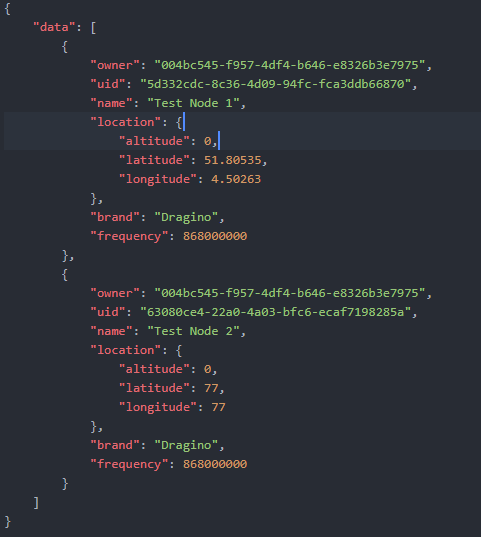 {
    "data": [
        {
            "owner": "004bc545-f957-4df4-b646-e8326b3e7975",
            "uid": "5d332cdc-8c36-4d09-94fc-fca3ddb66870",
            "name": "Test Node 1",
            "location": {
                "altitude": 0,
                "latitude": 51.80535,
                "longitude": 4.50263
            },
            "brand": "Dragino",
            "frequency": 868000000
        },
        {
            "owner": "004bc545-f957-4df4-b646-e8326b3e7975",
            "uid": "63080ce4-22a0-4a03-bfc6-ecaf7198285a",
            "name": "Test Node 2",
            "location": {
                "altitude": 0,
                "latitude": 77,
                "longitude": 77
            },
            "brand": "Dragino",
            "frequency": 868000000
        }
    ]
}